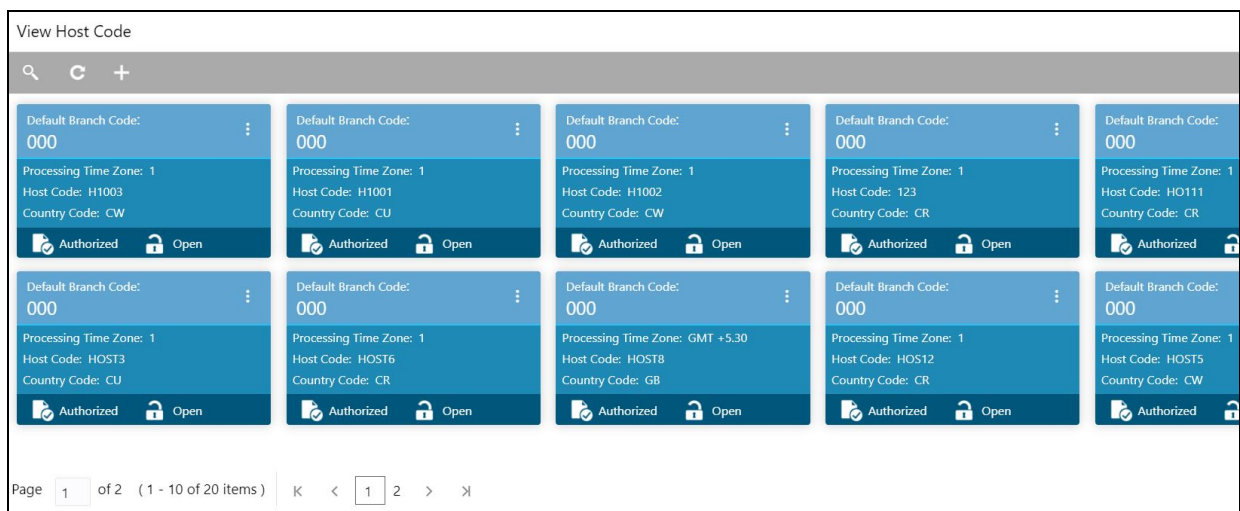 View Host Code
Default Branch Code: Default Branch Code: Default Branch Code: Default Branch Code: Default Branch Code:
000 000 000 000 000
Processing Time Zone: 1 Processing Time Zone: 1 Processing Time Zone: 1 Processing Time Zone: 1 Processing Time Zone: 1
Host Code: H1003 Host Code: H1001 Host Code: H1002 Host Code: 123 Host Code: HO111
Country Code: CW Country Code: CU Country Code: CW Country Code: CR Country Code: CR
Authorized Open Authorized Open Authorized Open Authorized Open Authorized
Default Branch Code: Default Branch Code: Default Branch Code: Default Branch Code: Default Branch Code:
000 000 000 000 000
Processing Time Zone: 1 Processing Time Zone: 1 Processing Time Zone: GMT +5.30 Processing Time Zone: 1 Processing Time Zone: 1
Host Code: HOST3 Host Code: HOST6 Host Code: HOST8 Host Code: HOS12 Host Code: HOST5
Country Code: CU Country Code: CR Country Code: GB Country Code: CR Country Code: CW
Authorized Open Authorized Open Authorized Open Authorized Open Authorized
Page 1 of 2 ( 1 - 10 of 20 items ) 1 2